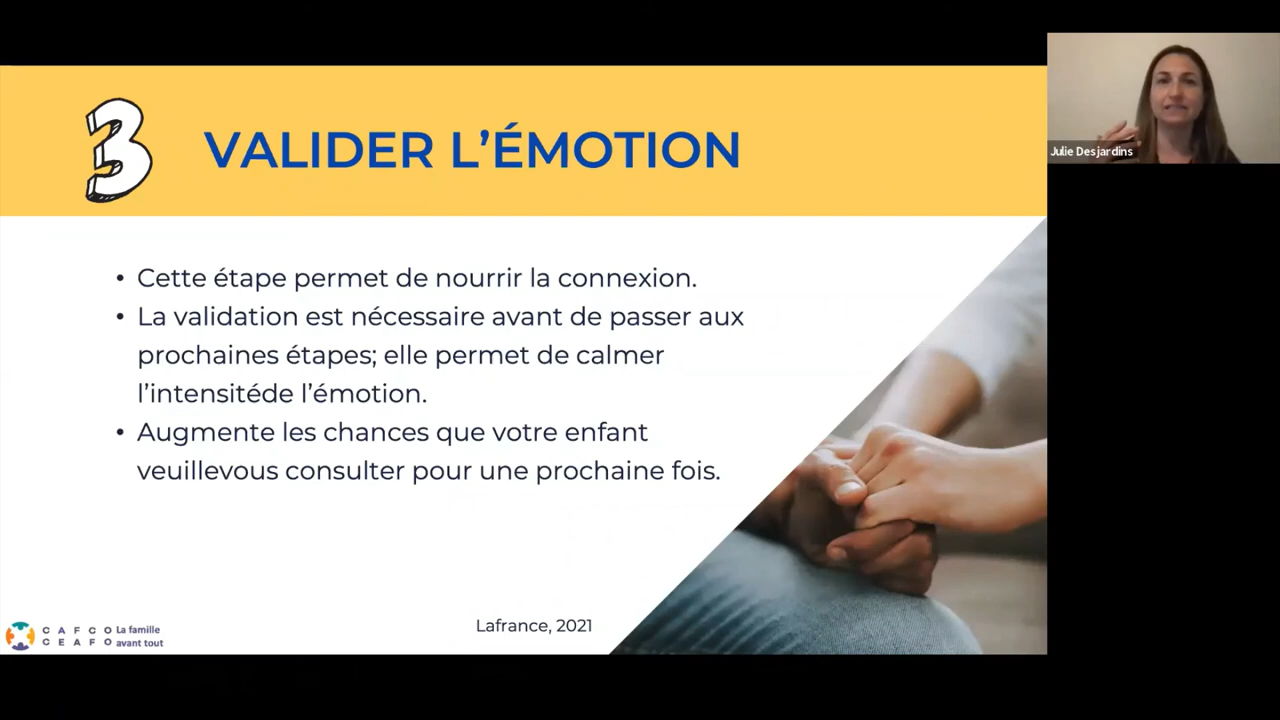 3
VALIDER L'ÉMOTION
• Cette étape permet de nourrir la connexion.
• La validation est nécessaire avant de passer aux
prochaines étapes; elle permet de calmer
l'intensitéde l'émotion.
• Augmente les chances que votre enfant
veuillevous consulter pour une prochaine fois.
Lafrance, 2021
CAFCO La famille
CEAFO avant tout
Julie Desjardins